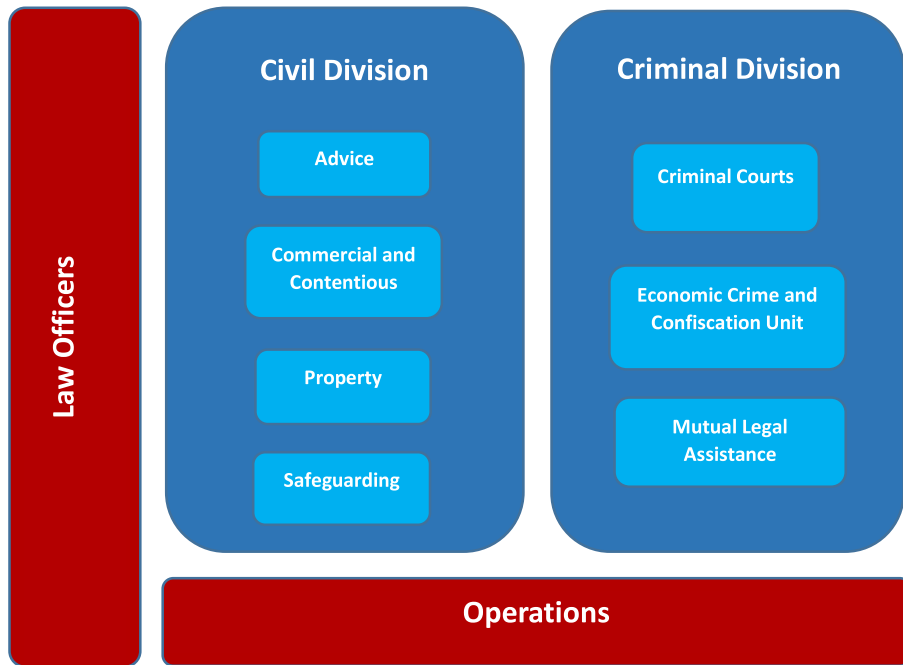 Law Officers
Civil Division
Advice
Commercial and
Contentious
Property
Safeguarding
Criminal Division
Criminal Courts
Economic Crime and
Confiscation Unit
Mutual Legal
Assistance
Operations